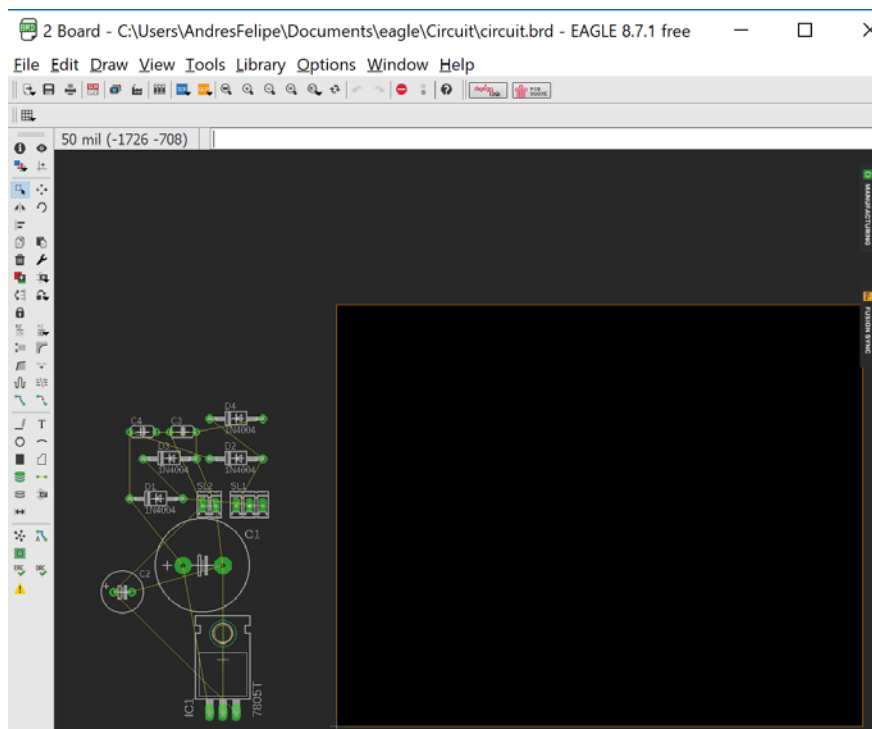 2 Board - C:\Users\AndresFelipe\Documents\eagle\Circuit\circuit.brd - EAGLE 8.7.1 free
File Edit Draw View Tools Library Options Window Help
50 mil (-1726 -708)
MANUFACTURING
FUSION SYNC
D4
C4 C3
1N4004
D3 D2
1N4004 1N4004
D1 SL2 SL1
1N4004
C1
C2
IC1 7805T